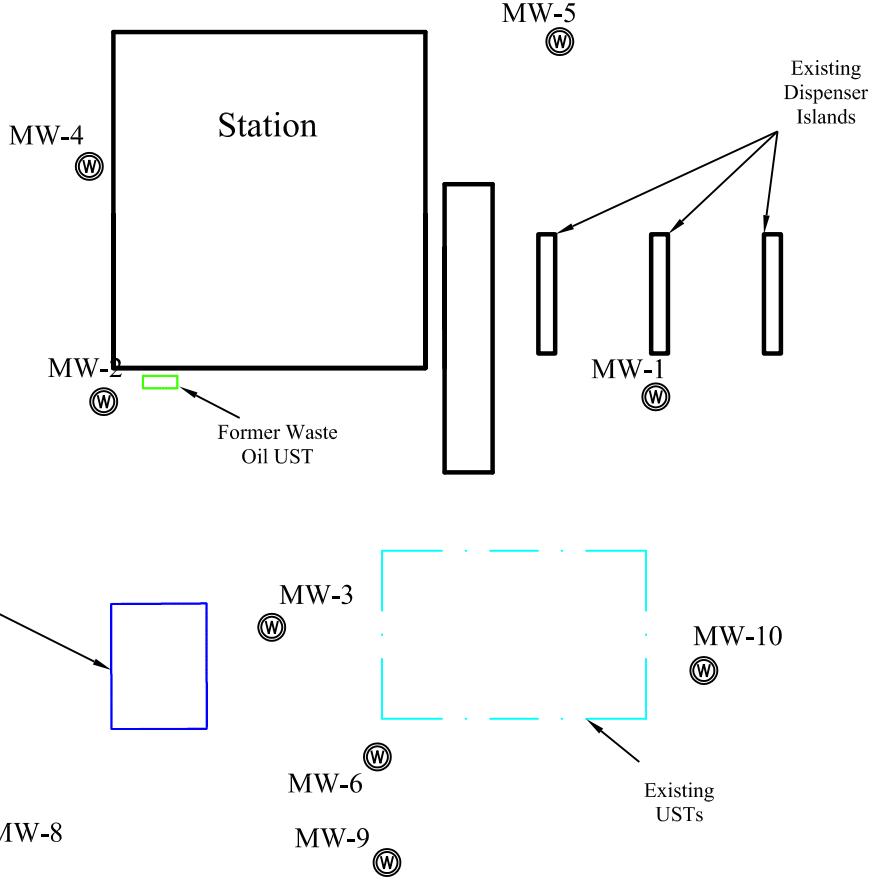 MW-5
Existing
Dispenser
Islands
Station
MW-4
W
W
MW-2
W
MW-1
W
Former Waste
Oil UST
MW-3
W
MW-10
W
MW-6
W
Existing
USTs
MW-8
MW-9
W